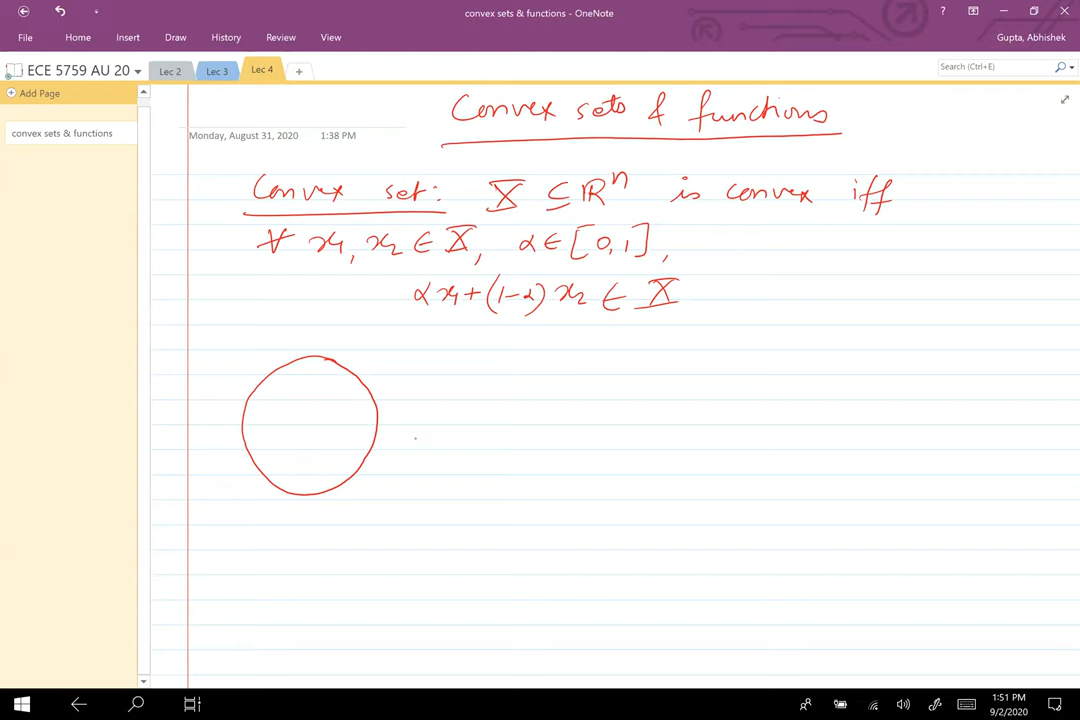 convex sets & functions - OneNote
Gupta, Abhishek
File Home Insert Draw History Review View
ECE 5759 AU 20
Lec 2 Lec 3 Lec 4
Search (Ctrl+E)
Add Page
convex sets & functions
Convex sets & functions
Monday, August 31, 2020 1:38 PM
Convex set: X ⊆ ℝⁿ is convex iff
∀ x₁, x₂ ∈ X, α ∈ [0,1],
αx₁+(1-α)x₂ ∈ X
1:51 PM
9/2/2020